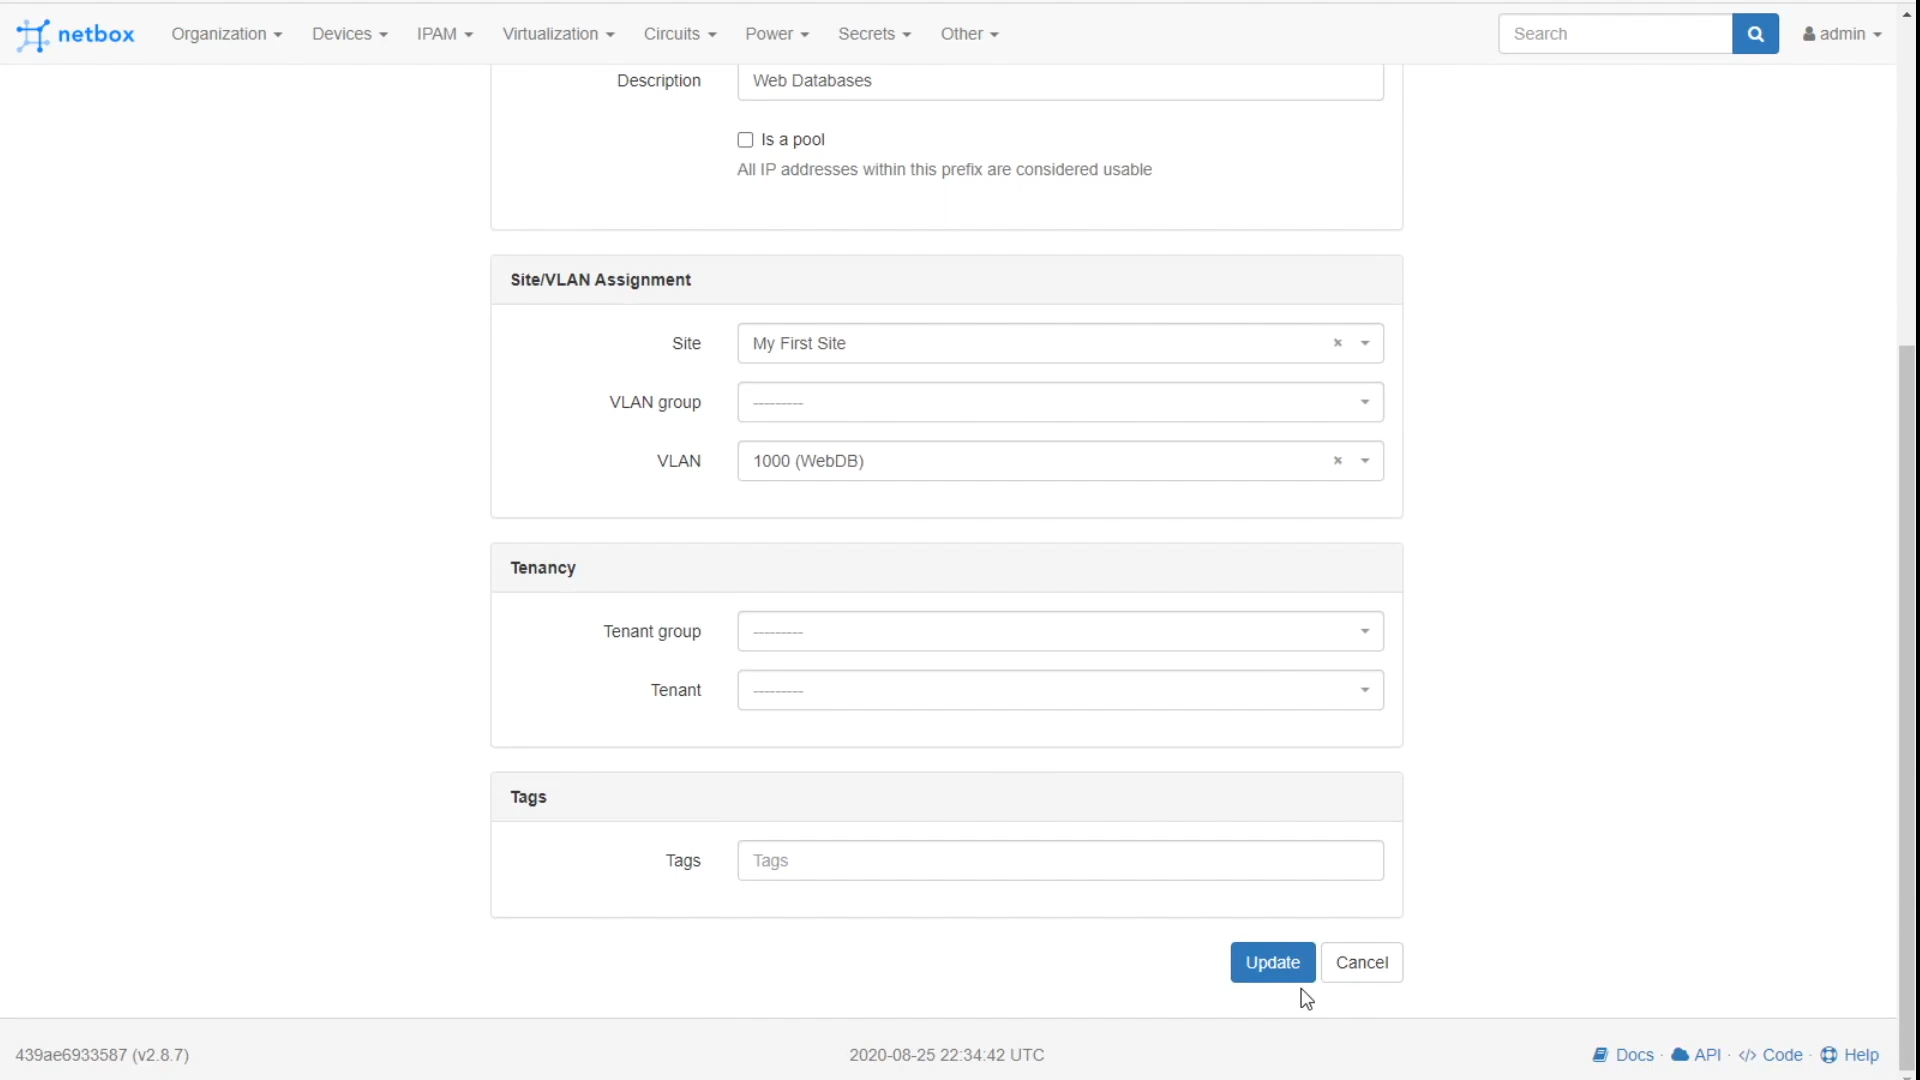 netbox Organization Devices IPAM Virtualization Circuits Power Secrets Other Search admin
Description Web Databases
Is a pool
All IP addresses within this prefix are considered usable
Site/VLAN Assignment
Site My First Site
VLAN group ---------
VLAN 1000 (WebDB)
Tenancy
Tenant group ---------
Tenant ---------
Tags
Tags Tags
Update Cancel
439ae6933587 (v2.8.7) 2020-08-25 22:34:42 UTC Docs · API · </> Code · Help